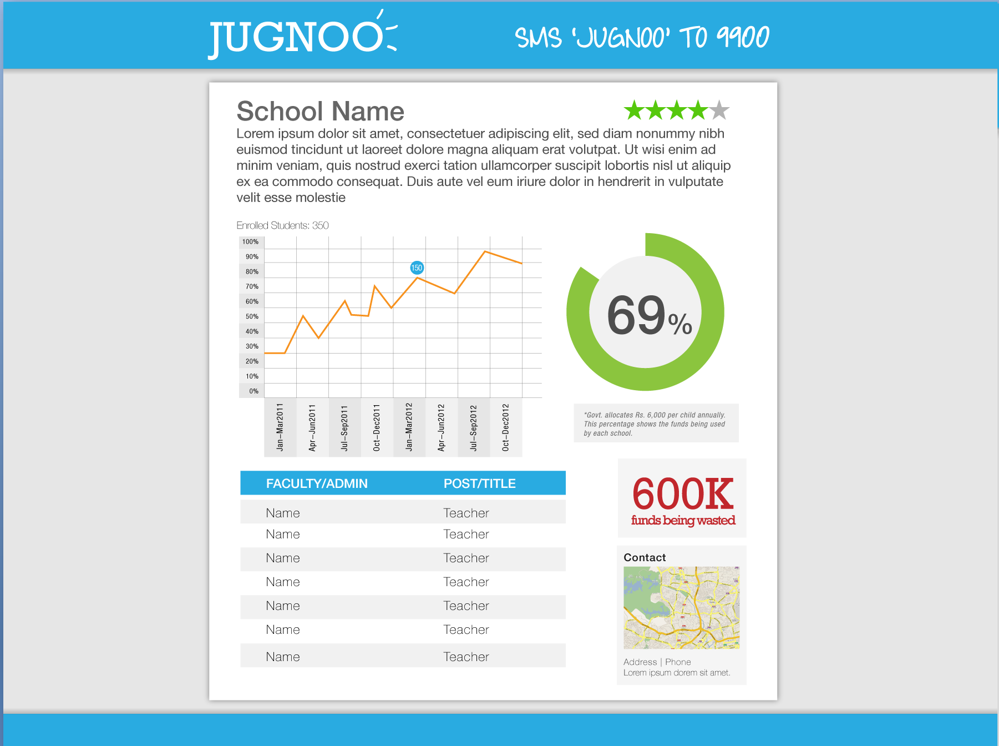 JUGNOO
SMS 'JUGNOO' TO 9900
School Name
Lorem ipsum dolor sit amet, consectetuer adipiscing elit, sed diam nonummy nibh
euismod tincidunt ut laoreet dolore magna aliquam erat volutpat. Ut wisi enim ad
minim veniam, quis nostrud exerci tation ullamcorper suscipit lobortis nisl ut aliquip
ex ea commodo consequat. Duis aute vel eum iriure dolor in hendrerit in vulputate
velit esse molestie
Enrolled Students: 350
100%
90%
80%
70%
60%
50%
40%
30%
20%
10%
0%
150
Jan–Mar2011
Apr–Jun2011
Jul–Sep2011
Oct–Dec2011
Jan–Mar2012
Apr–Jun2012
Jul–Sep2012
Oct–Dec2012
69%
*Govt. allocates Rs. 6,000 per child annually.
This percentage shows the funds being used
by each school.
FACULTY/ADMIN POST/TITLE
Name Teacher
Name Teacher
Name Teacher
Name Teacher
Name Teacher
Name Teacher
Name Teacher
600K
funds being wasted
Contact
Address | Phone
Lorem ipsum dorem sit amet.